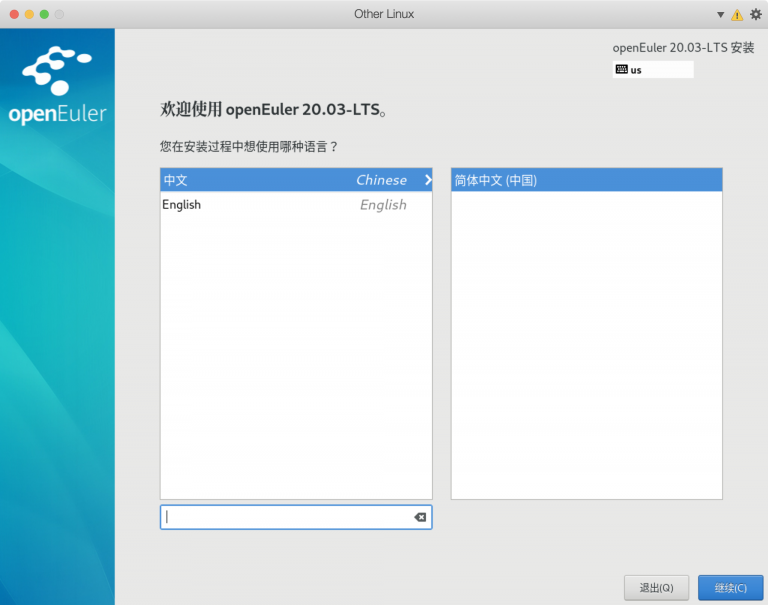 Other Linux
openEuler
openEuler 20.03-LTS 安装
us
欢迎使用 openEuler 20.03-LTS。
您在安装过程中想使用哪种语言？
中文 Chinese
English English
简体中文 (中国)
退出(Q)
继续(C)